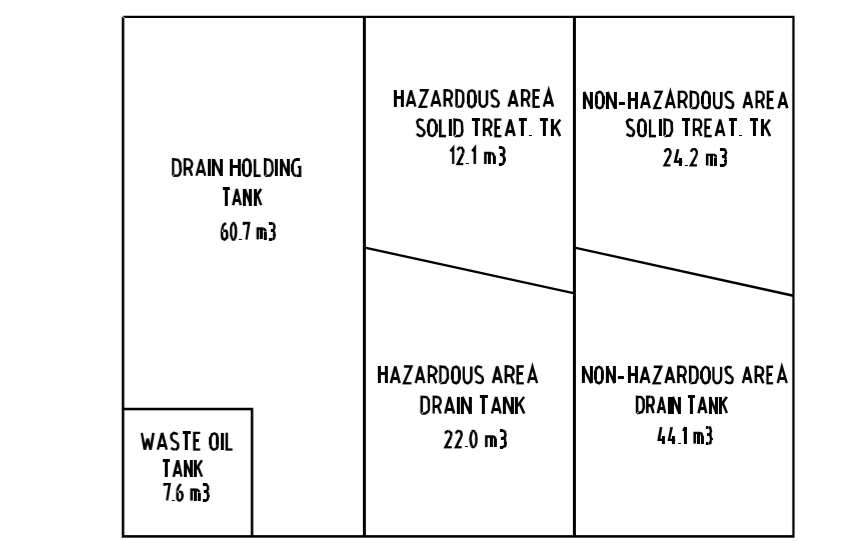 DRAIN HOLDING
TANK
60.7 m3
HAZARDOUS AREA
SOLID TREAT. TK
12.1 m3
NON-HAZARDOUS AREA
SOLID TREAT. TK
24.2 m3
HAZARDOUS AREA
DRAIN TANK
22.0 m3
NON-HAZARDOUS AREA
DRAIN TANK
44.1 m3
WASTE OIL
TANK
7.6 m3